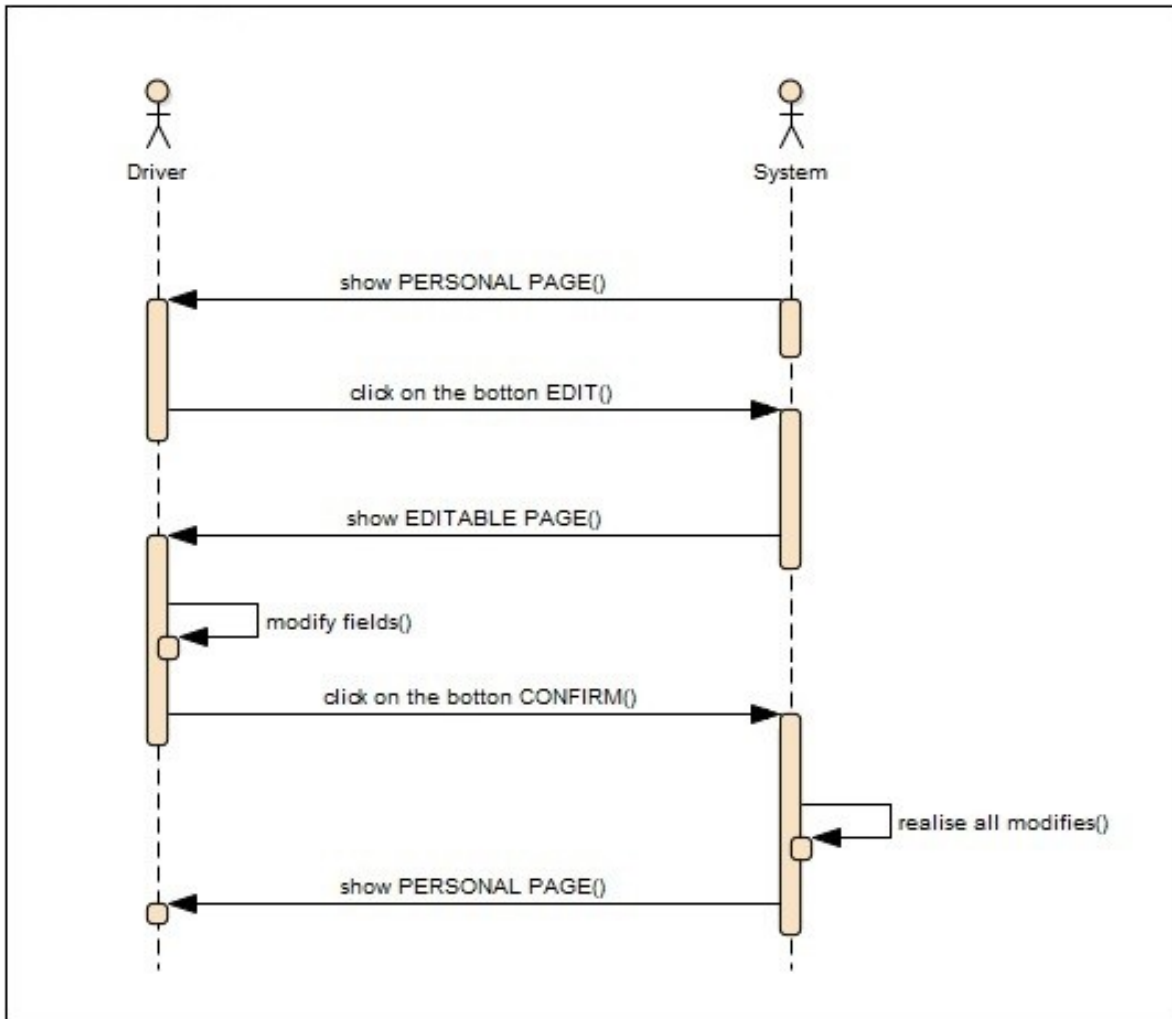 Driver
System
show PERSONAL PAGE()
click on the botton EDIT()
show EDITABLE PAGE()
modify fields()
click on the botton CONFIRM()
realise all modifies()
show PERSONAL PAGE()